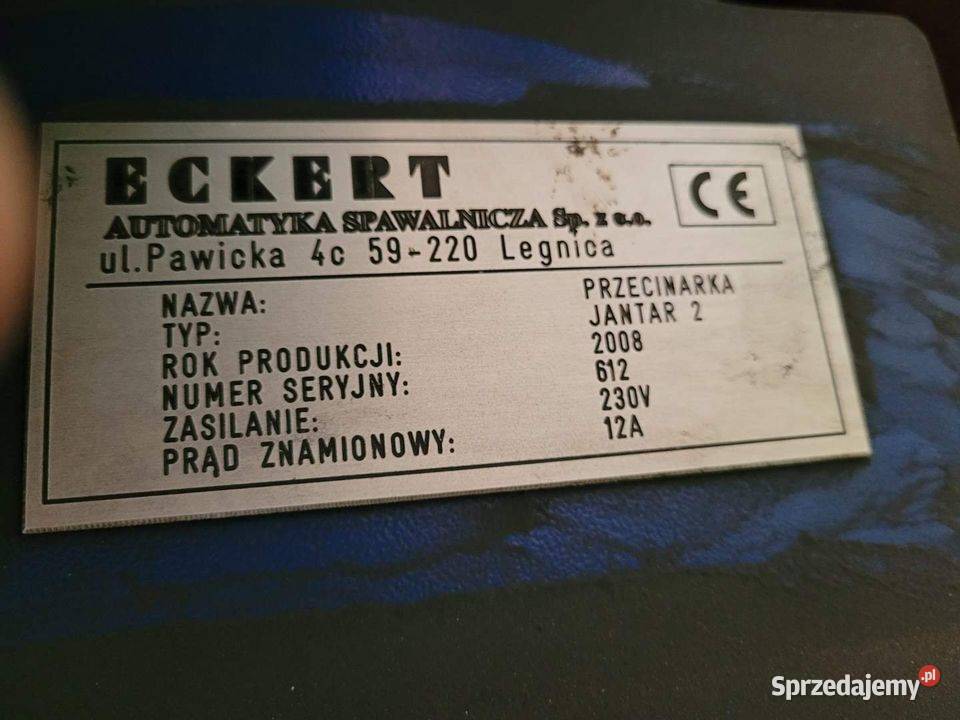 ECKERT
CE
AUTOMATYKA SPAWALNICZA Sp. z o.o.
ul.Pawicka 4c 59-220 Legnica
NAZWA: PRZECINARKA
TYP: JANTAR 2
ROK PRODUKCJI: 2008
NUMER SERYJNY: 612
ZASILANIE: 230V
PRĄD ZNAMIONOWY: 12A
Sprzedajemy.pl